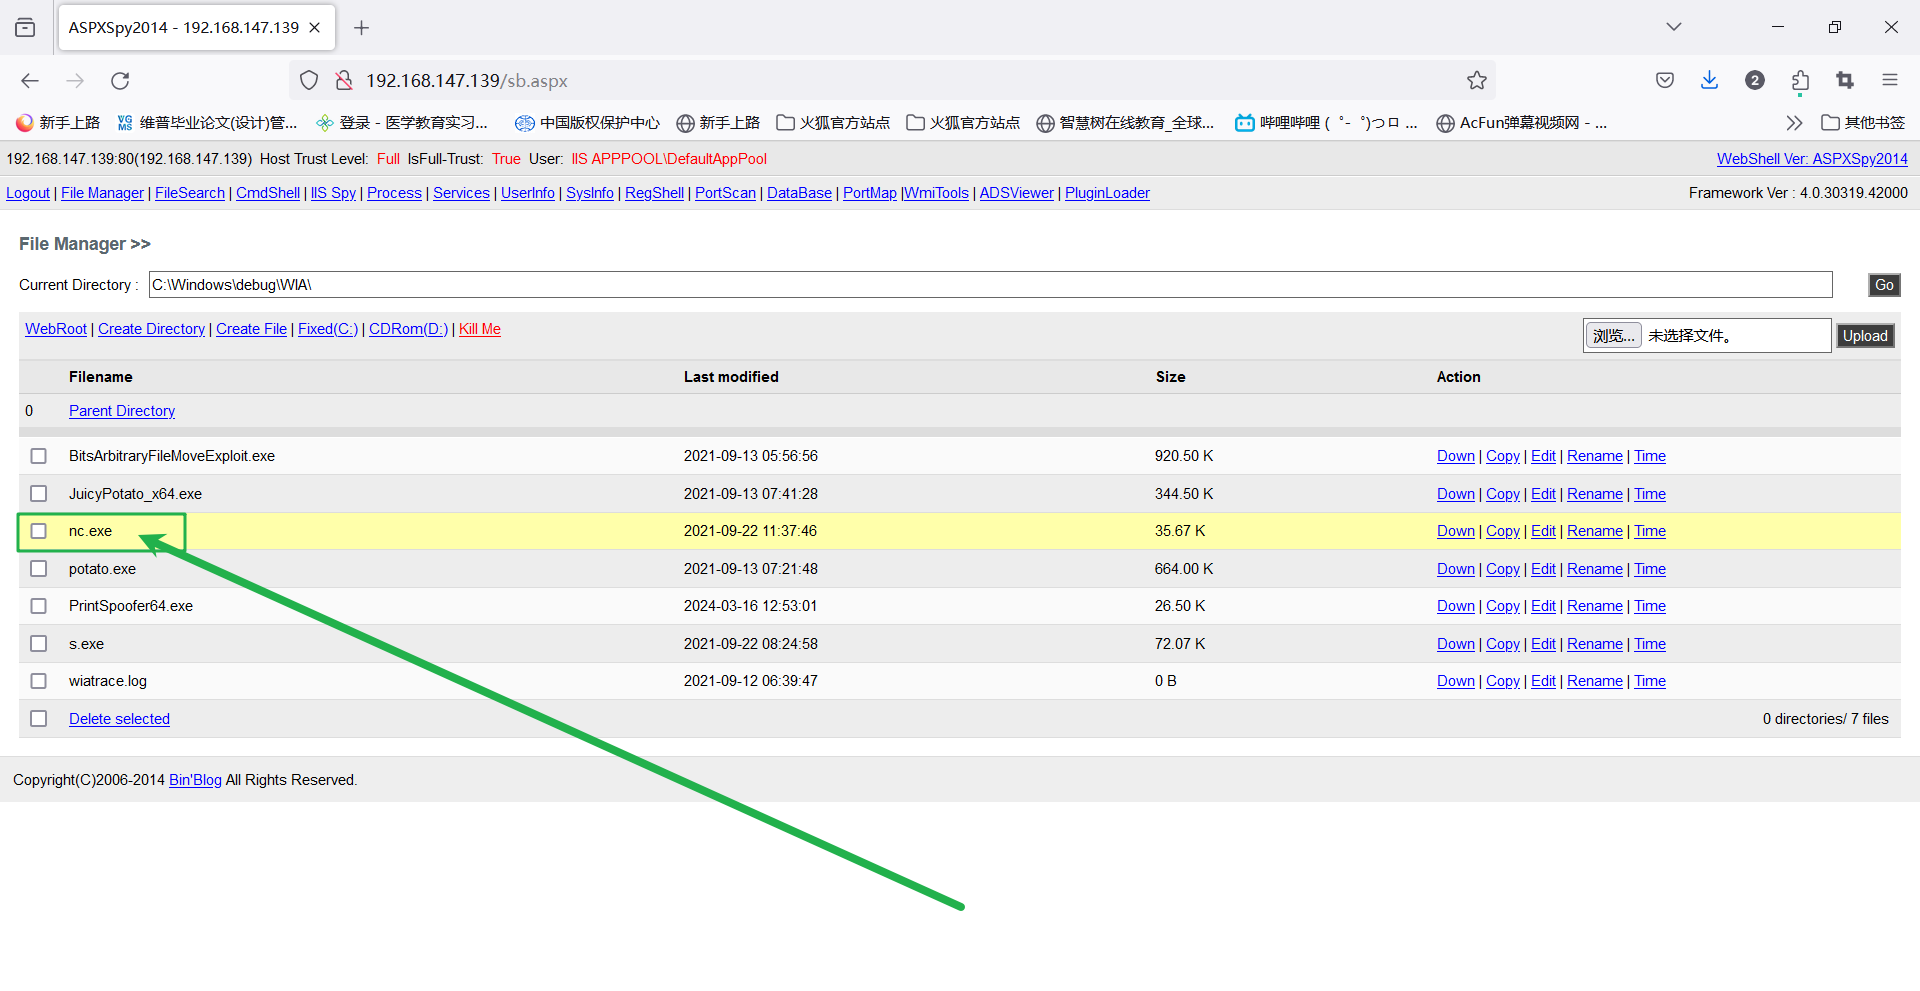 ASPXSpy2014 - 192.168.147.139
192.168.147.139/sb.aspx
2
新手上路 维普毕业论文(设计)管... 登录 - 医学教育实习... 中国版权保护中心 新手上路 火狐官方站点 火狐官方站点 智慧树在线教育_全球... 哔哩哔哩 ( ゜- ゜)つロ ... AcFun弹幕视频网 - ... 其他书签
192.168.147.139:80(192.168.147.139) Host Trust Level: Full IsFull-Trust: True User: IIS APPPOOL\DefaultAppPool WebShell Ver: ASPXSpy2014
Logout | File Manager | FileSearch | CmdShell | IIS Spy | Process | Services | UserInfo | SysInfo | RegShell | PortScan | DataBase | PortMap |WmiTools | ADSViewer | PluginLoader Framework Ver : 4.0.30319.42000
File Manager >>
Current Directory : C:\Windows\debug\WIA\ Go
WebRoot | Create Directory | Create File | Fixed(C:) | CDRom(D:) | Kill Me 浏览... 未选择文件。 Upload
Filename Last modified Size Action
0 Parent Directory
BitsArbitraryFileMoveExploit.exe 2021-09-13 05:56:56 920.50 K Down | Copy | Edit | Rename | Time
JuicyPotato_x64.exe 2021-09-13 07:41:28 344.50 K Down | Copy | Edit | Rename | Time
nc.exe 2021-09-22 11:37:46 35.67 K Down | Copy | Edit | Rename | Time
potato.exe 2021-09-13 07:21:48 664.00 K Down | Copy | Edit | Rename | Time
PrintSpoofer64.exe 2024-03-16 12:53:01 26.50 K Down | Copy | Edit | Rename | Time
s.exe 2021-09-22 08:24:58 72.07 K Down | Copy | Edit | Rename | Time
wiatrace.log 2021-09-12 06:39:47 0 B Down | Copy | Edit | Rename | Time
Delete selected 0 directories/ 7 files
Copyright(C)2006-2014 Bin'Blog All Rights Reserved.